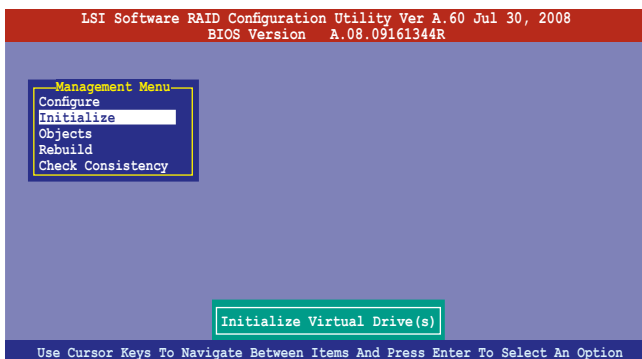 LSI Software RAID Configuration Utility Ver A.60 Jul 30, 2008
BIOS Version A.08.09161344R
Management Menu
Configure
Initialize
Objects
Rebuild
Check Consistency
Initialize Virtual Drive(s)
Use Cursor Keys To Navigate Between Items And Press Enter To Select An Option